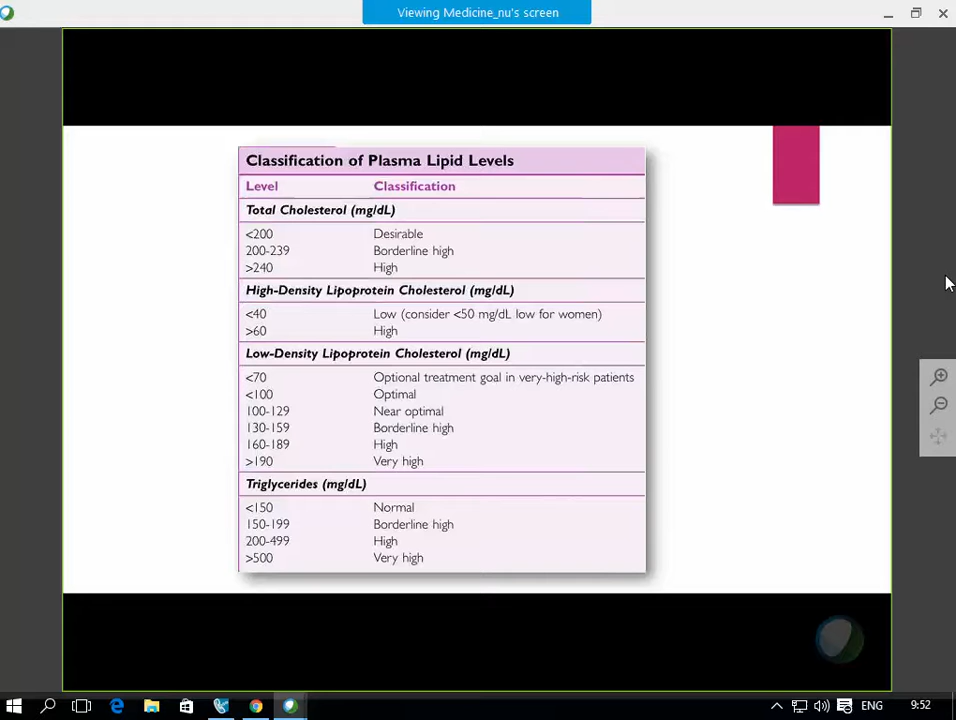 Viewing Medicine_nu's screen
Classification of Plasma Lipid Levels
Level Classification
Total Cholesterol (mg/dL)
<200 Desirable
200-239 Borderline high
>240 High
High-Density Lipoprotein Cholesterol (mg/dL)
<40 Low (consider <50 mg/dL low for women)
>60 High
Low-Density Lipoprotein Cholesterol (mg/dL)
<70 Optional treatment goal in very-high-risk patients
<100 Optimal
100-129 Near optimal
130-159 Borderline high
160-189 High
>190 Very high
Triglycerides (mg/dL)
<150 Normal
150-199 Borderline high
200-499 High
>500 Very high
ENG 9:52